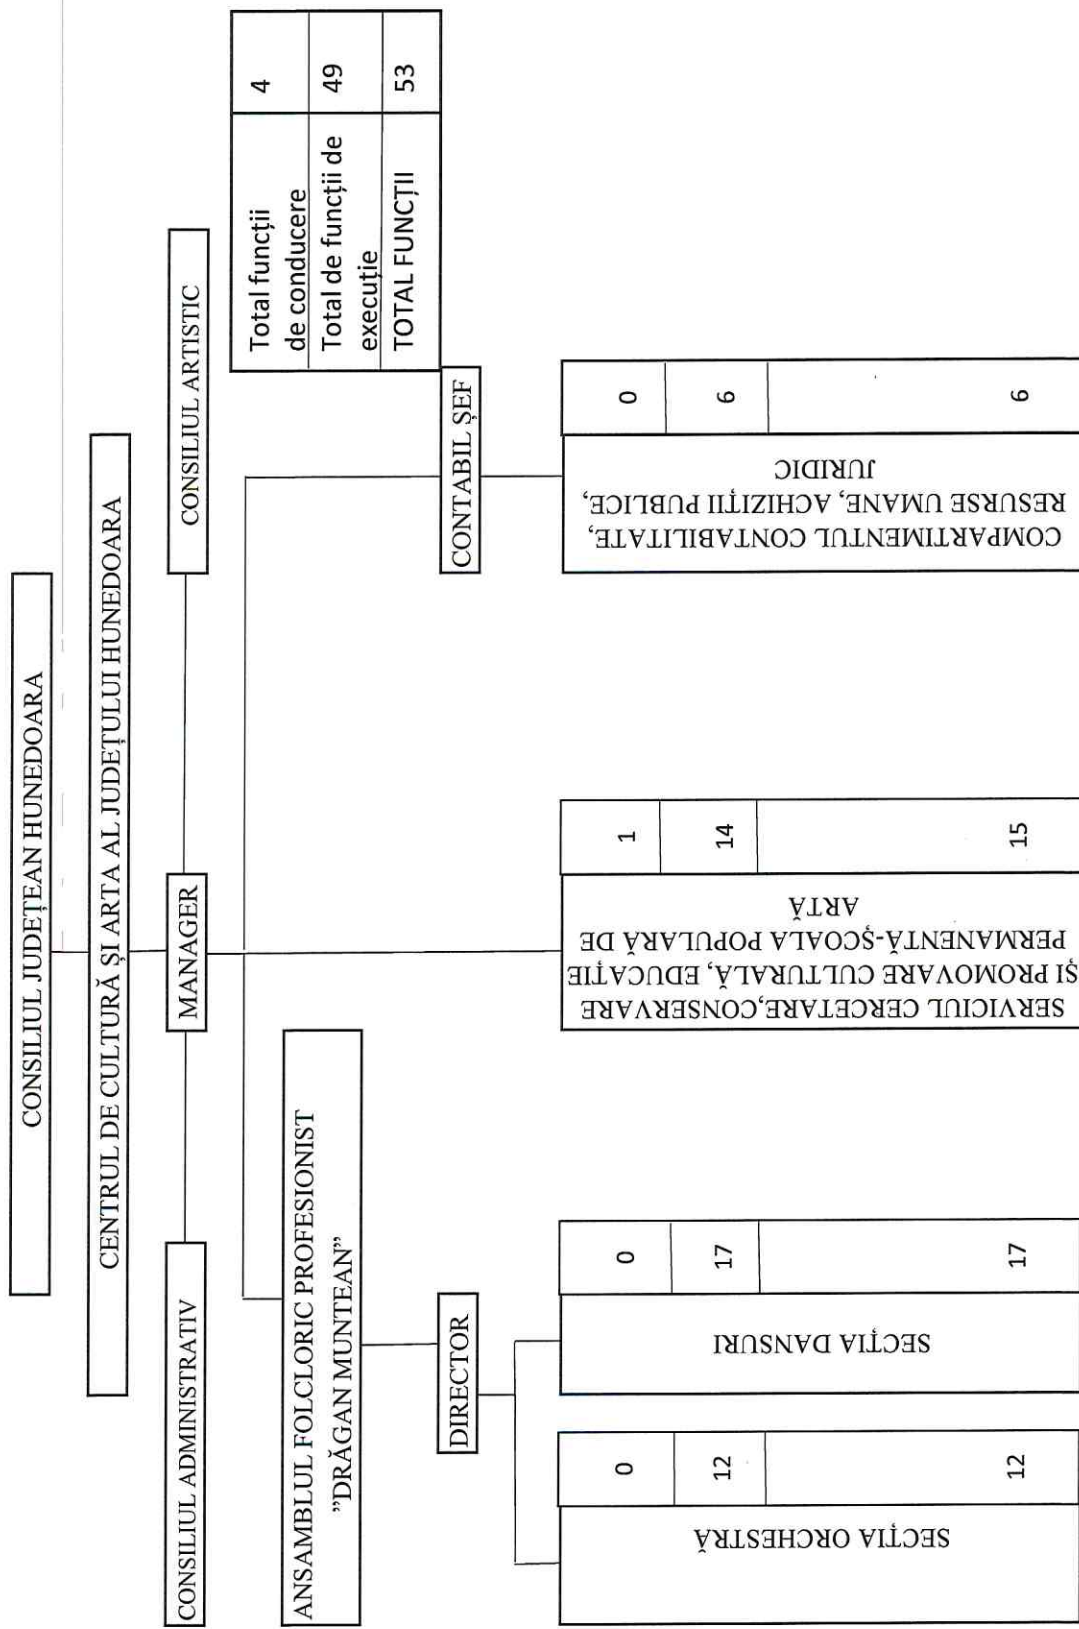 CONSILIUL JUDEȚEAN HUNEDOARA
CENTRUL DE CULTURĂ ȘI ARTA AL JUDEȚULUI HUNEDOARA
CONSILIUL ADMINISTRATIV
MANAGER
CONSILIUL ARTISTIC
Total funcții
de conducere
4
Total de funcții de
execuție
49
TOTAL FUNCȚII
53
ANSAMBLUL FOLCLORIC PROFESIONIST
”DRĂGAN MUNTEAN”
DIRECTOR
CONTABIL ȘEF
SECȚIA ORCHESTRĂ
0
12
12
SECȚIA DANSURI
0
17
17
SERVICIUL CERCETARE,CONSERVARE
ȘI PROMOVARE CULTURALĂ, EDUCAȚIE
PERMANENTĂ-ȘCOALA POPULARĂ DE
ARTĂ
1
14
15
COMPARTIMENTUL CONTABILITATE,
RESURSE UMANE, ACHIZIȚII PUBLICE,
JURIDIC
0
6
6